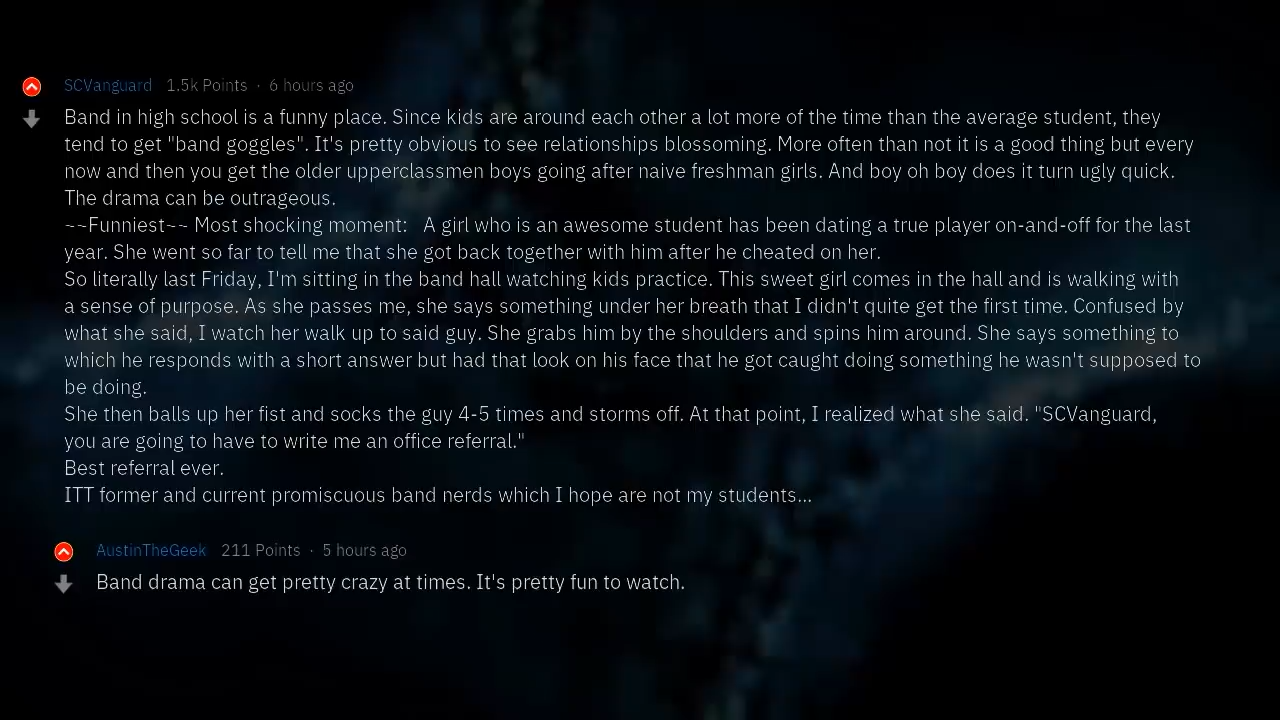 SCVanguard 1.5k Points · 6 hours ago
Band in high school is a funny place. Since kids are around each other a lot more of the time than the average student, they
tend to get "band goggles". It's pretty obvious to see relationships blossoming. More often than not it is a good thing but every
now and then you get the older upperclassmen boys going after naive freshman girls. And boy oh boy does it turn ugly quick.
The drama can be outrageous.
~~Funniest~~ Most shocking moment: A girl who is an awesome student has been dating a true player on-and-off for the last
year. She went so far to tell me that she got back together with him after he cheated on her.
So literally last Friday, I'm sitting in the band hall watching kids practice. This sweet girl comes in the hall and is walking with
a sense of purpose. As she passes me, she says something under her breath that I didn't quite get the first time. Confused by
what she said, I watch her walk up to said guy. She grabs him by the shoulders and spins him around. She says something to
which he responds with a short answer but had that look on his face that he got caught doing something he wasn't supposed to
be doing.
She then balls up her fist and socks the guy 4-5 times and storms off. At that point, I realized what she said. "SCVanguard,
you are going to have to write me an office referral."
Best referral ever.
ITT former and current promiscuous band nerds which I hope are not my students...
AustinTheGeek 211 Points · 5 hours ago
Band drama can get pretty crazy at times. It's pretty fun to watch.